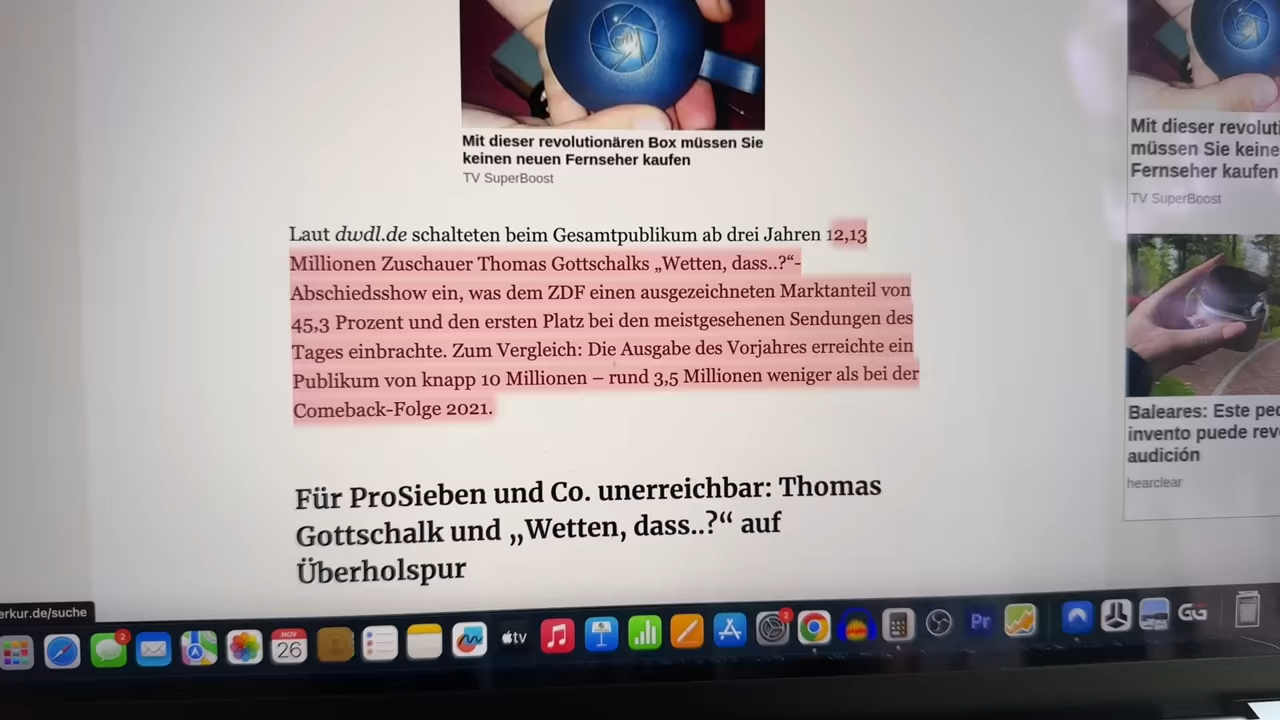 Mit dieser revolutionären Box müssen Sie
keinen neuen Fernseher kaufen
TV SuperBoost
Laut dwdl.de schalteten beim Gesamtpublikum ab drei Jahren 12,13
Millionen Zuschauer Thomas Gottschalks „Wetten, dass..?“-
Abschiedsshow ein, was dem ZDF einen ausgezeichneten Marktanteil von
45,3 Prozent und den ersten Platz bei den meistgesehenen Sendungen des
Tages einbrachte. Zum Vergleich: Die Ausgabe des Vorjahres erreichte ein
Publikum von knapp 10 Millionen – rund 3,5 Millionen weniger als bei der
Comeback-Folge 2021.
Für ProSieben und Co. unerreichbar: Thomas
Gottschalk und „Wetten, dass..?“ auf
Überholspur
Mit dieser revoluti
müssen Sie keine
Fernseher kaufen
TV SuperBoost
Baleares: Este peq
invento puede rev
audición
hearclear
erkur.de/suche
2
NOV
26
tv
2
Pr
GG